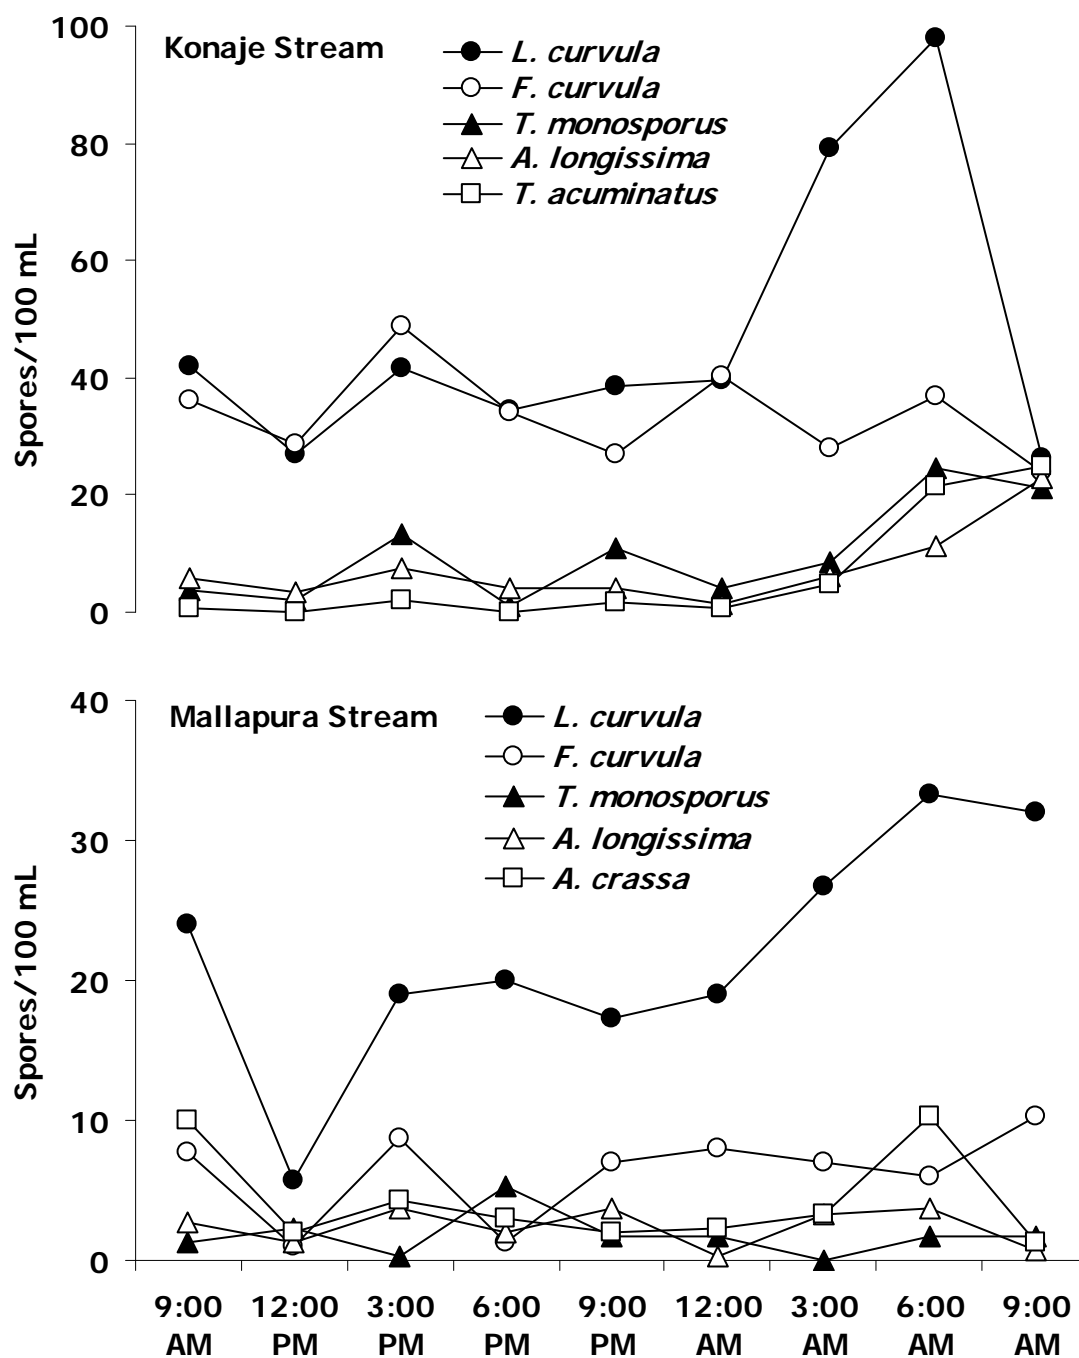 100
80
60
40
20
0
Spores/100 mL
Konaje Stream
L. curvula
F. curvula
T. monosporus
A. longissima
T. acuminatus
40
30
20
10
0
Spores/100 mL
Mallapura Stream
L. curvula
F. curvula
T. monosporus
A. longissima
A. crassa
9:00 12:00 3:00 6:00 9:00 12:00 3:00 6:00 9:00
AM PM PM PM PM AM AM AM AM